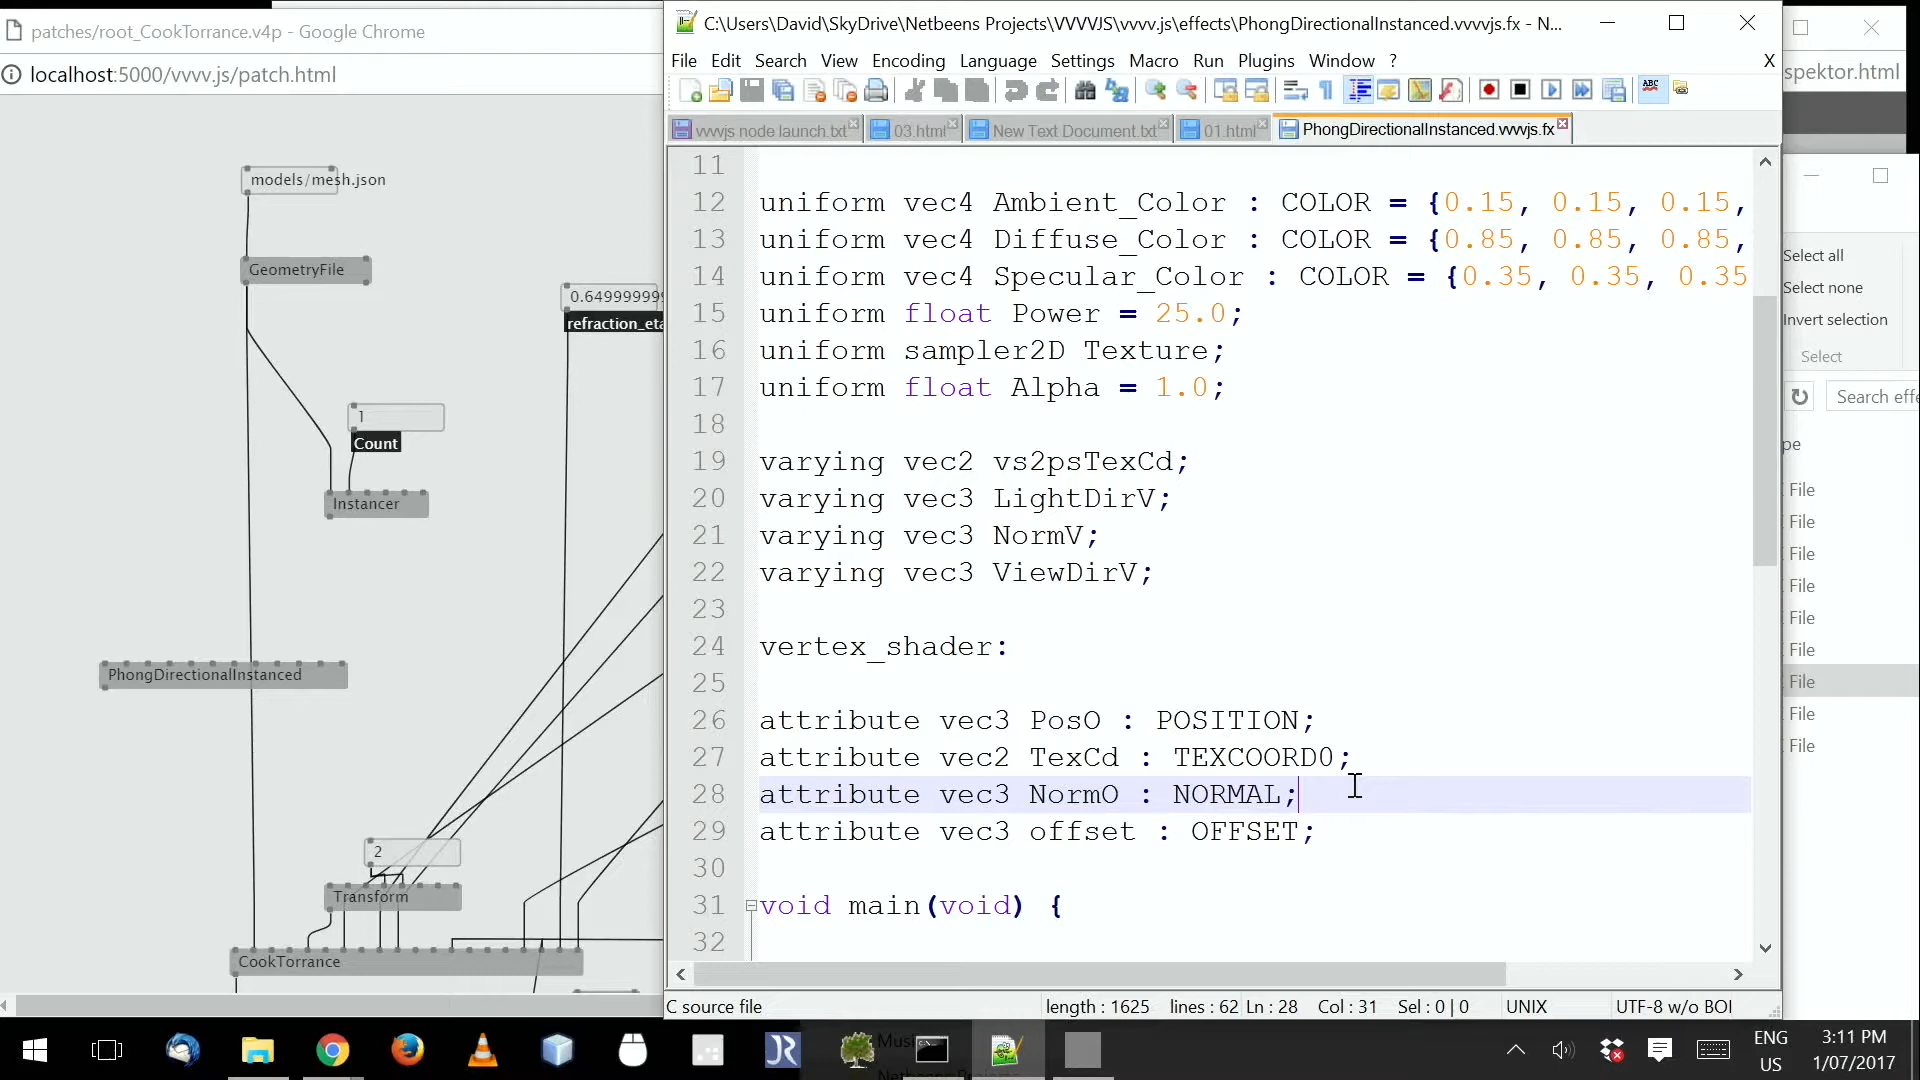 patches/root_CookTorrance.v4p - Google Chrome
localhost:5000/vvvv.js/patch.html
models/mesh.json
GeometryFile
0.649999999
refraction_eta
1
Count
Instancer
PhongDirectionalInstanced
2
Transform
CookTorrance
C:\Users\David\SkyDrive\Netbeens Projects\VVVVJS\vvvv.js\effects\PhongDirectionalInstanced.vvvvjs.fx - N...
File Edit Search View Encoding Language Settings Macro Run Plugins Window ? X
vvvvjs node launch.txt 03.html New Text Document.txt 01.html PhongDirectionalInstanced.vvvvjs.fx
11
12 uniform vec4 Ambient_Color : COLOR = {0.15, 0.15, 0.15,
13 uniform vec4 Diffuse_Color : COLOR = {0.85, 0.85, 0.85,
14 uniform vec4 Specular_Color : COLOR = {0.35, 0.35, 0.35
15 uniform float Power = 25.0;
16 uniform sampler2D Texture;
17 uniform float Alpha = 1.0;
18
19 varying vec2 vs2psTexCd;
20 varying vec3 LightDirV;
21 varying vec3 NormV;
22 varying vec3 ViewDirV;
23
24 vertex_shader:
25
26 attribute vec3 PosO : POSITION;
27 attribute vec2 TexCd : TEXCOORD0;
28 attribute vec3 NormO : NORMAL;
29 attribute vec3 offset : OFFSET;
30
31 void main(void) {
32
C source file length : 1625 lines : 62 Ln : 28 Col : 31 Sel : 0 | 0 UNIX UTF-8 w/o BOI
spektor.html
Select all
Select none
Invert selection
Select
Search effe
pe
File
File
File
File
File
File
File
File
File
ENG
US
3:11 PM
1/07/2017